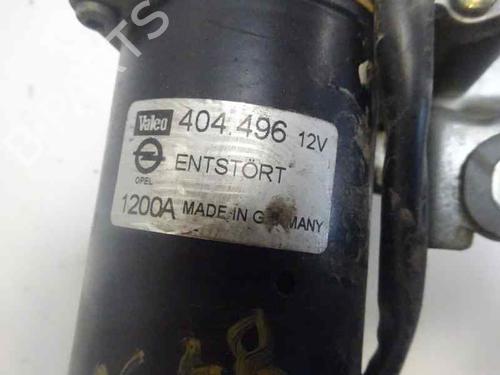 Valeo 404.496 12V
OPEL ENTSTÖRT
1200A MADE IN GERMANY